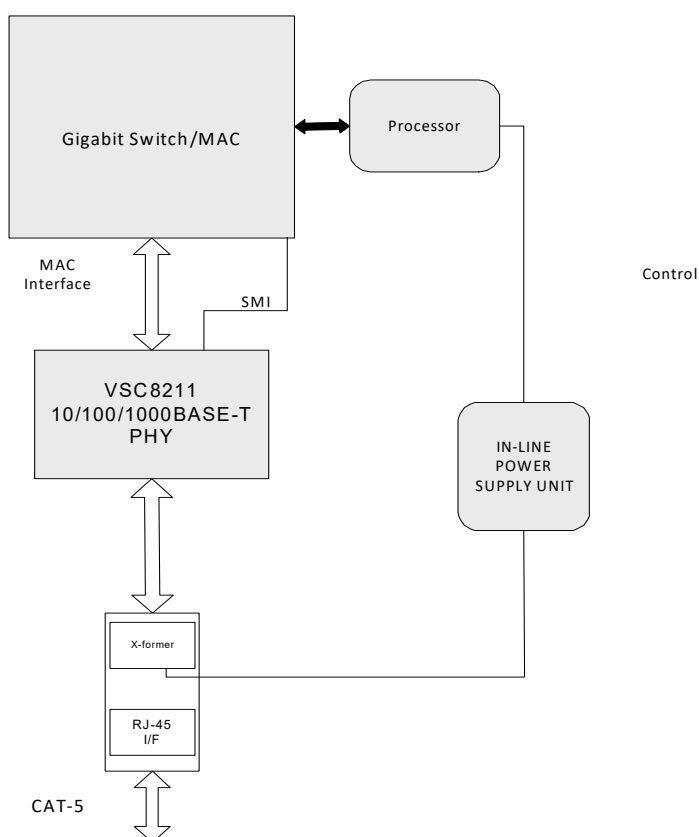 Gigabit Switch/MAC
Processor
MAC
Interface
Control
SMI
VSC8211
10/100/1000BASE-T
PHY
IN-LINE
POWER
SUPPLY UNIT
X-former
RJ-45
I/F
CAT-5